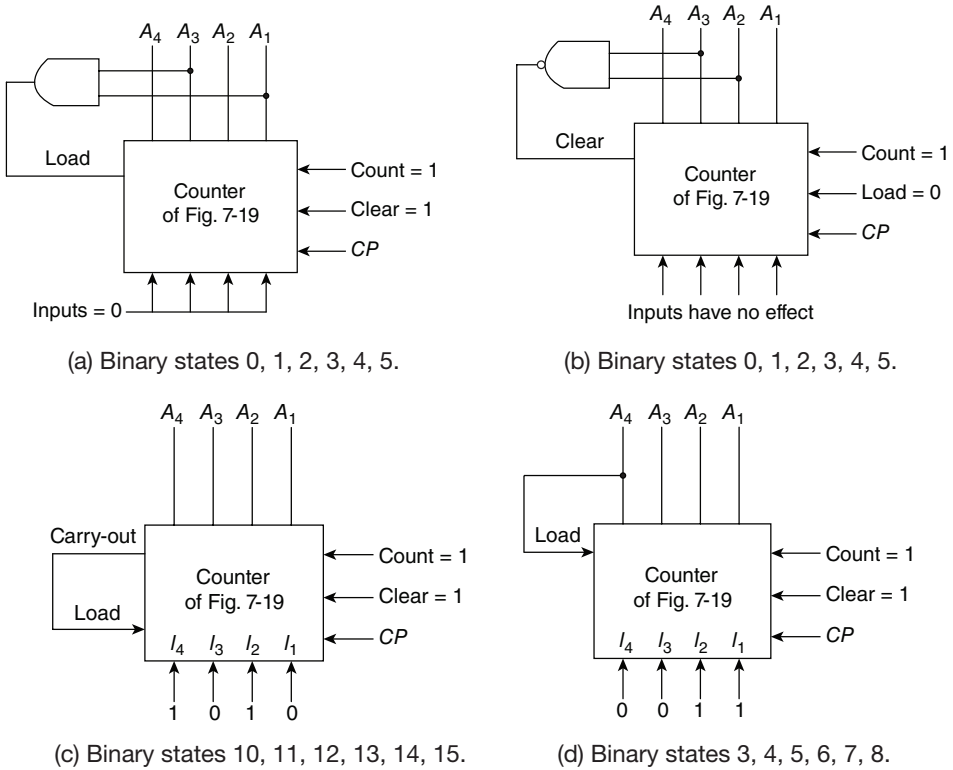 A4 A3 A2 A1
Load
Counter
of Fig. 7-19
Count = 1
Clear = 1
CP
Inputs = 0
(a) Binary states 0, 1, 2, 3, 4, 5.
A4 A3 A2 A1
Clear
Counter
of Fig. 7-19
Count = 1
Load = 0
CP
Inputs have no effect
(b) Binary states 0, 1, 2, 3, 4, 5.
A4 A3 A2 A1
Carry-out
Load
Counter
of Fig. 7-19
Count = 1
Clear = 1
CP
I4 I3 I2 I1
1 0 1 0
(c) Binary states 10, 11, 12, 13, 14, 15.
A4 A3 A2 A1
Load
Counter
of Fig. 7-19
Count = 1
Clear = 1
CP
I4 I3 I2 I1
0 0 1 1
(d) Binary states 3, 4, 5, 6, 7, 8.